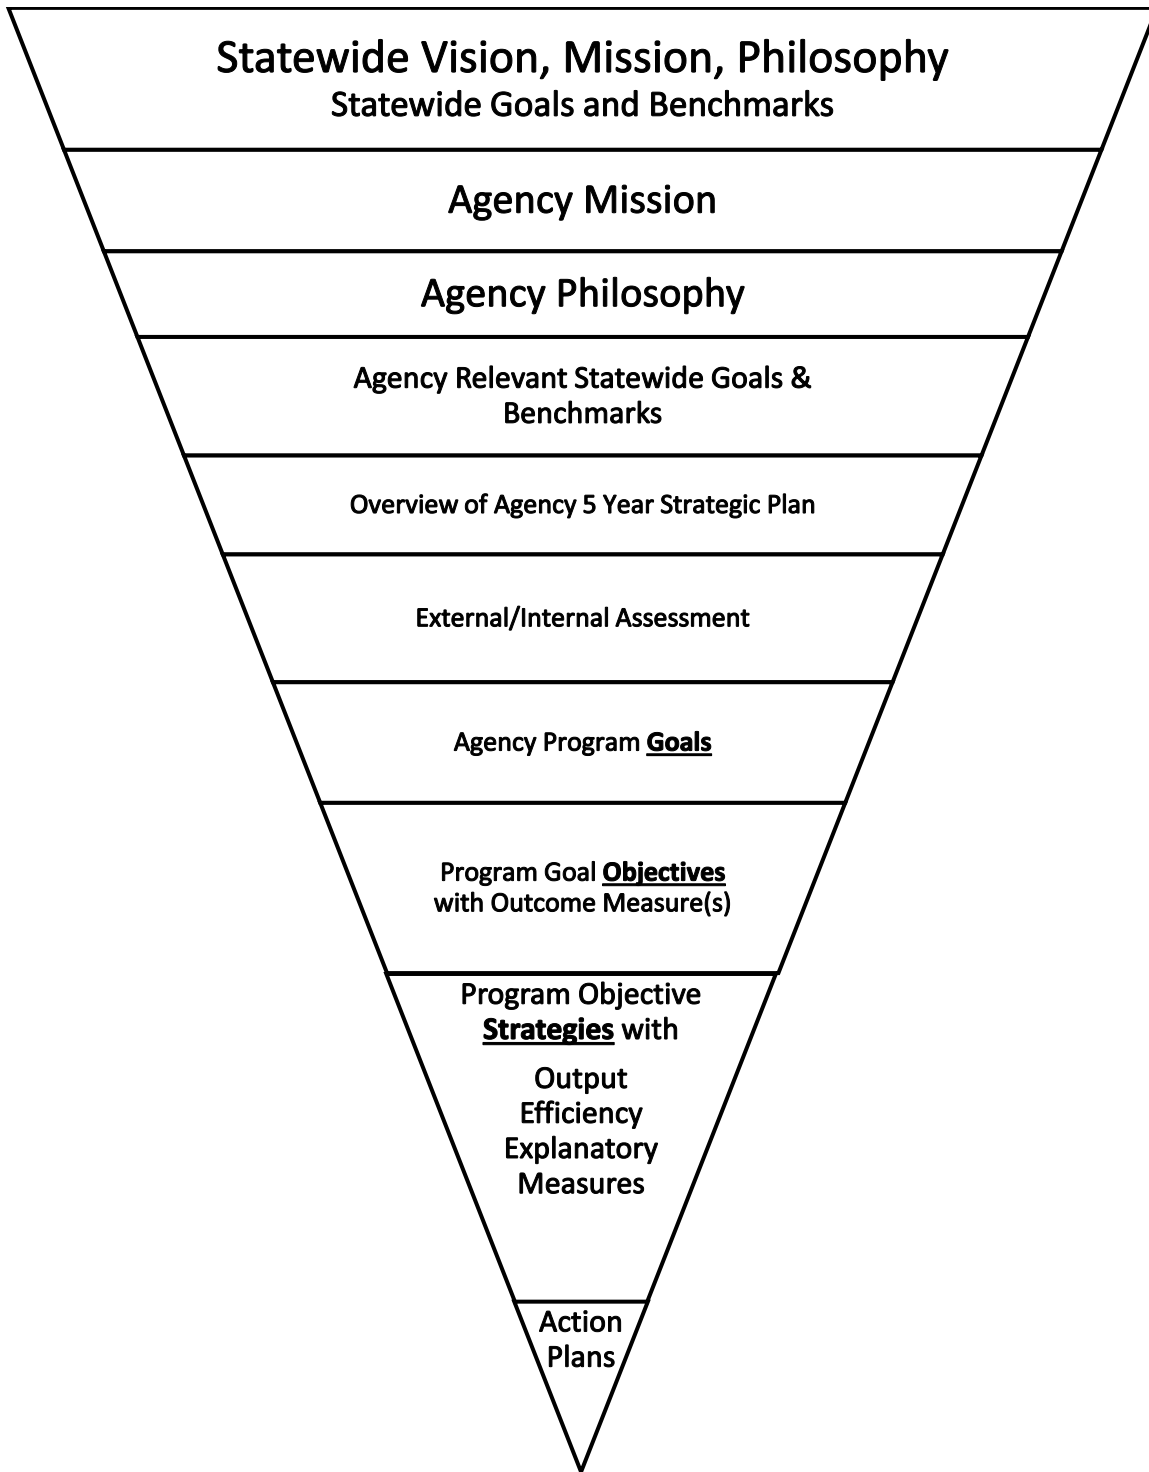 Statewide Vision, Mission, Philosophy
Statewide Goals and Benchmarks
Agency Mission
Agency Philosophy
Agency Relevant Statewide Goals &
Benchmarks
Overview of Agency 5 Year Strategic Plan
External/Internal Assessment
Agency Program Goals
Program Goal Objectives
with Outcome Measure(s)
Program Objective
Strategies with
Output
Efficiency
Explanatory
Measures
Action
Plans